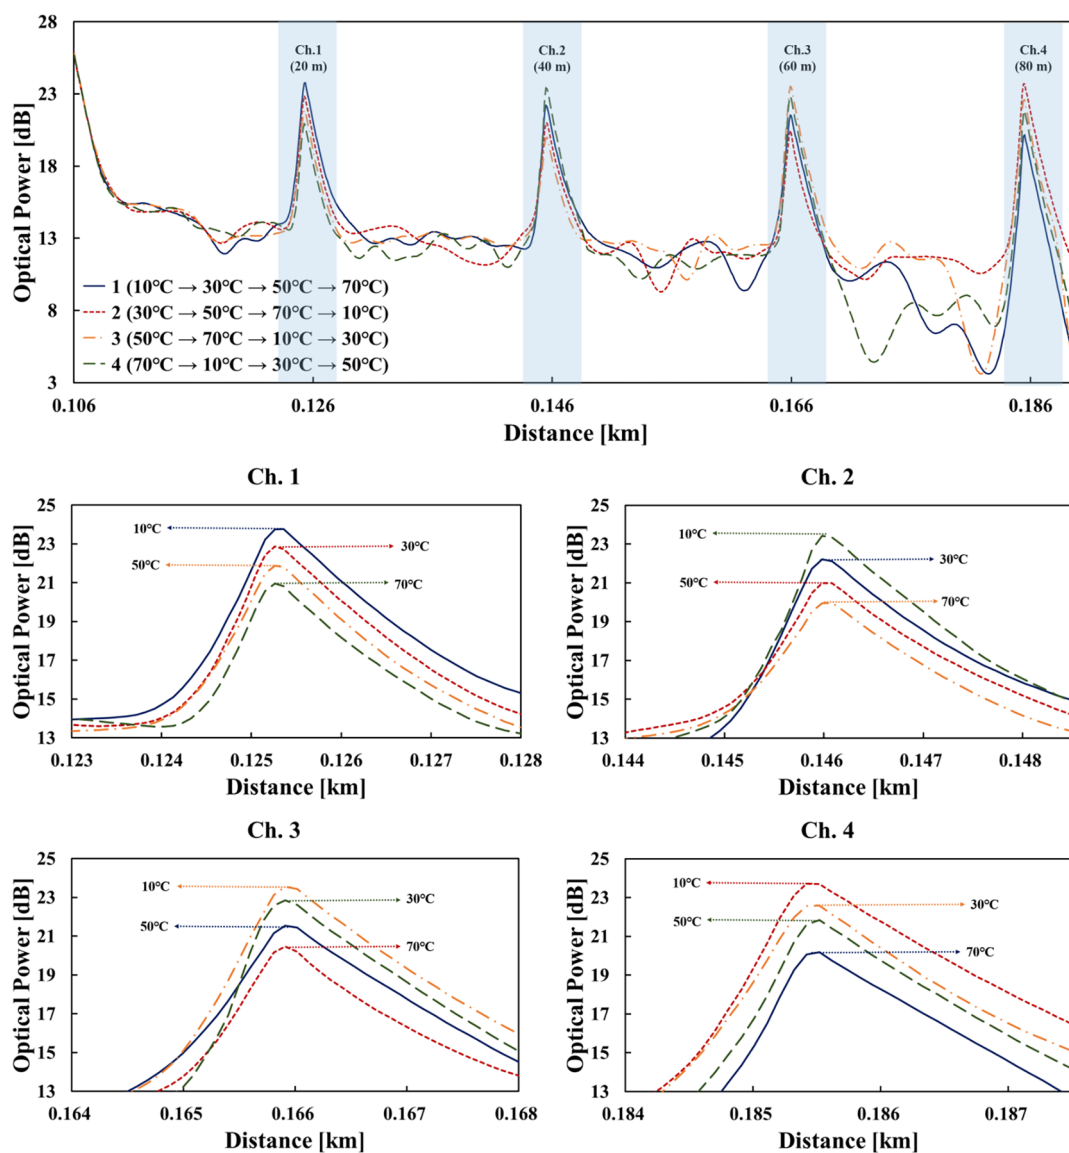 28
23
18
13
8
3
Optical Power [dB]
Ch.1
(20 m)
Ch.2
(40 m)
Ch.3
(60 m)
Ch.4
(80 m)
1 (10℃ → 30℃ → 50℃ → 70℃)
2 (30℃ → 50℃ → 70℃ → 10℃)
3 (50℃ → 70℃ → 10℃ → 30℃)
4 (70℃ → 10℃ → 30℃ → 50℃)
0.106 0.126 0.146 0.166 0.186
Distance [km]
Ch. 1
25
23
21
19
17
15
13
Optical Power [dB]
10℃
30℃
50℃
70℃
0.123 0.124 0.125 0.126 0.127 0.128
Distance [km]
Ch. 2
25
23
21
19
17
15
13
Optical Power [dB]
10℃
30℃
50℃
70℃
0.144 0.145 0.146 0.147 0.148
Distance [km]
Ch. 3
25
23
21
19
17
15
13
Optical Power [dB]
10℃
30℃
50℃
70℃
0.164 0.165 0.166 0.167 0.168
Distance [km]
Ch. 4
25
23
21
19
17
15
13
Optical Power [dB]
10℃
30℃
50℃
70℃
0.184 0.185 0.186 0.187
Distance [km]